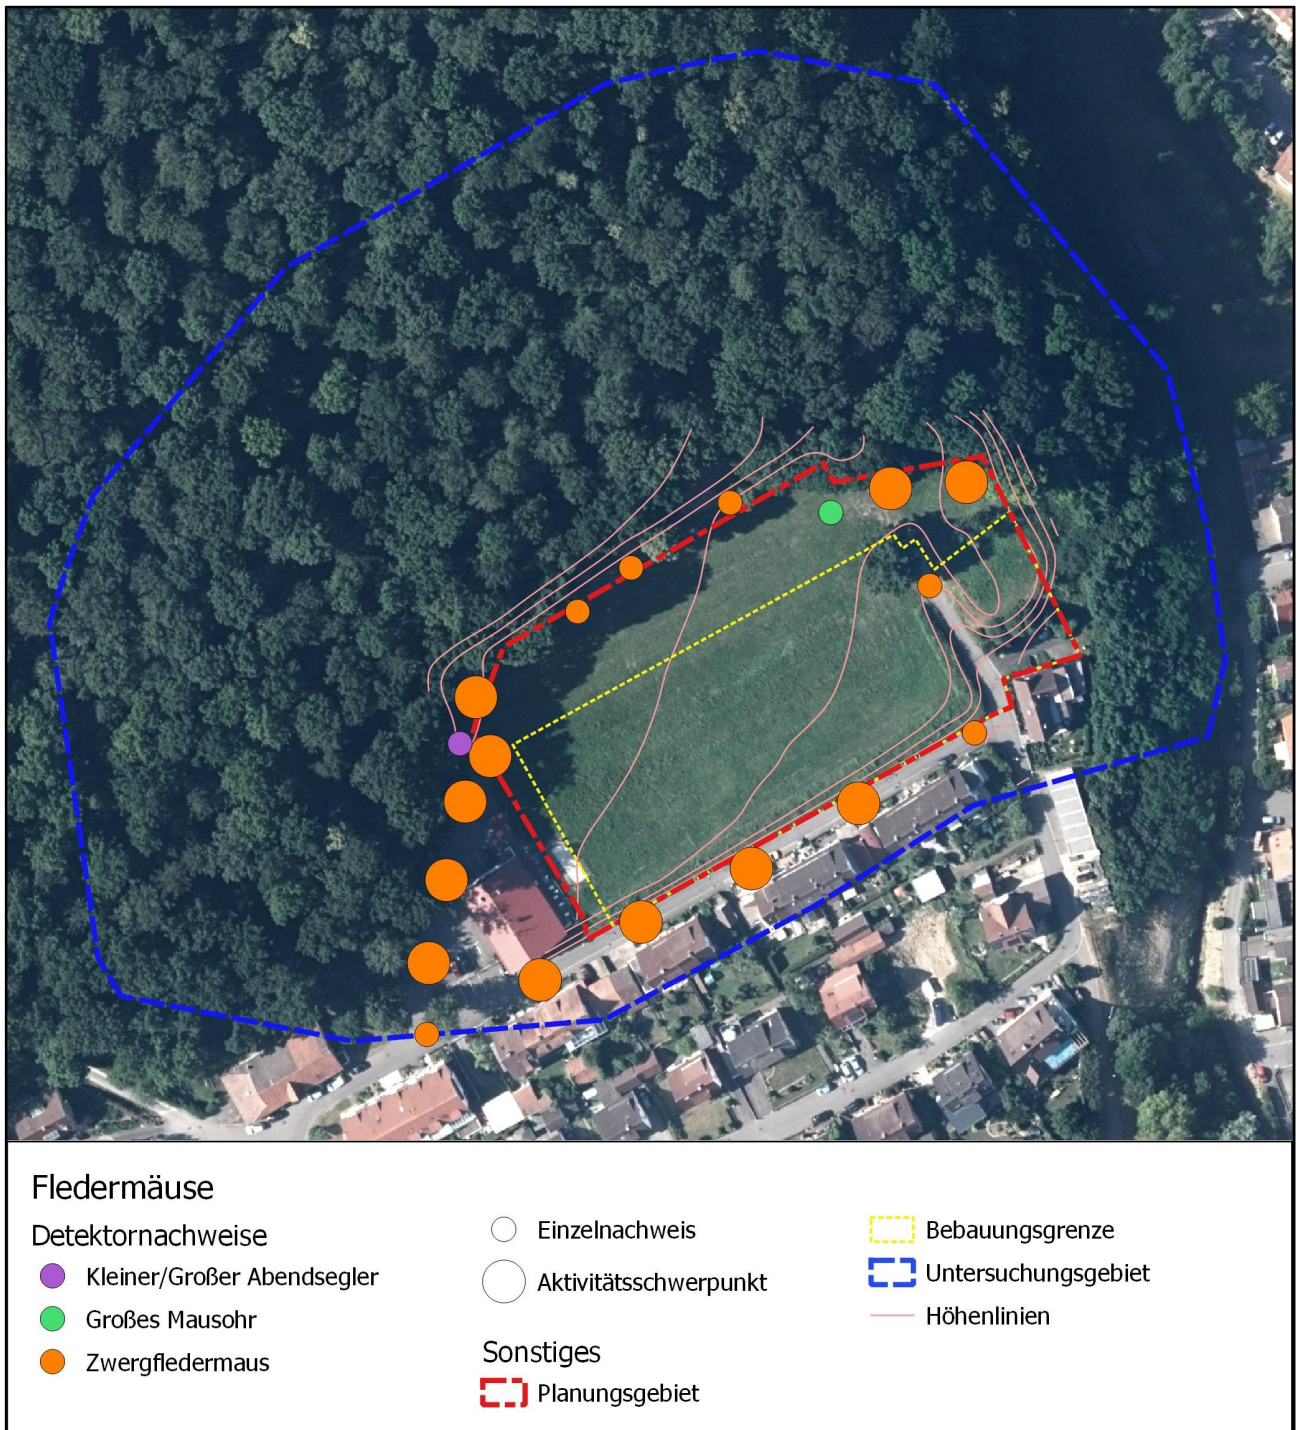 Fledermäuse
Detektornachweise
Kleiner/Großer Abendsegler
Großes Mausohr
Zwergfledermaus
Einzelnachweis
Aktivitätsschwerpunkt
Sonstiges
Planungsgebiet
Bebauungsgrenze
Untersuchungsgebiet
Höhenlinien